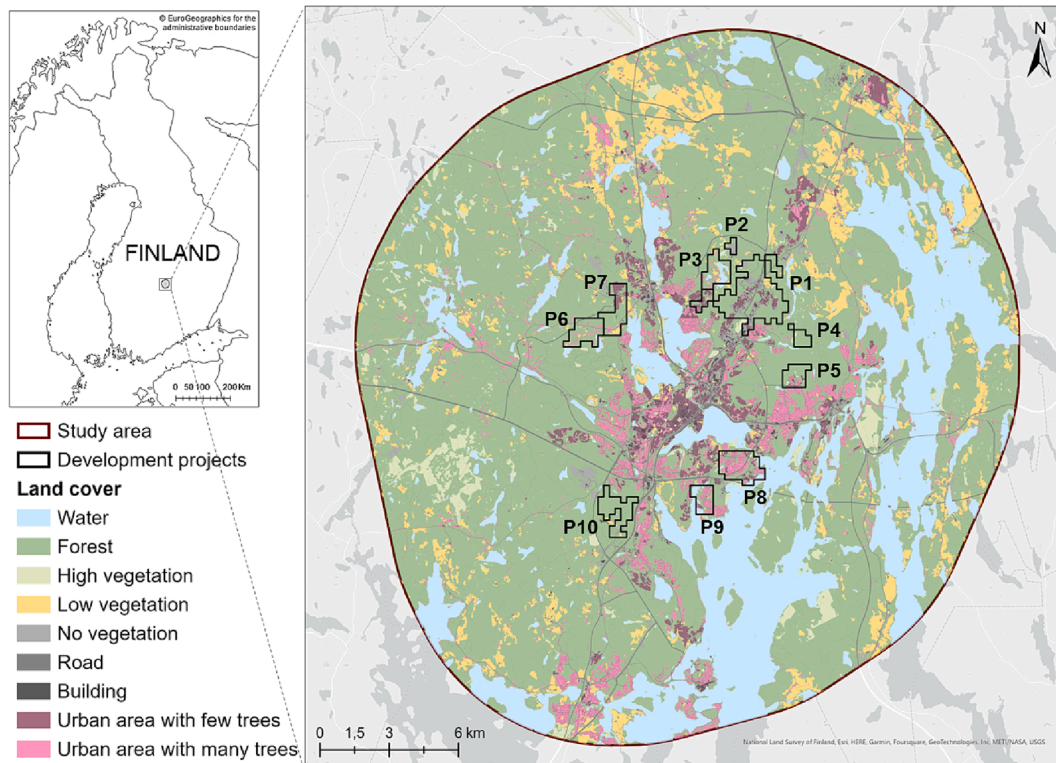 © EuroGeographics for the
administrative boundaries
FINLAND
0 50 100 200 Km
Study area
Development projects
Land cover
Water
Forest
High vegetation
Low vegetation
No vegetation
Road
Building
Urban area with few trees
Urban area with many trees
N
P2
P3
P1
P7
P6
P4
P5
P8
P9
P10
0 1,5 3 6 km
National Land Survey of Finland, Esri, HERE, Garmin, Foursquare, GeoTechnologies, Inc, METI/NASA, USGS